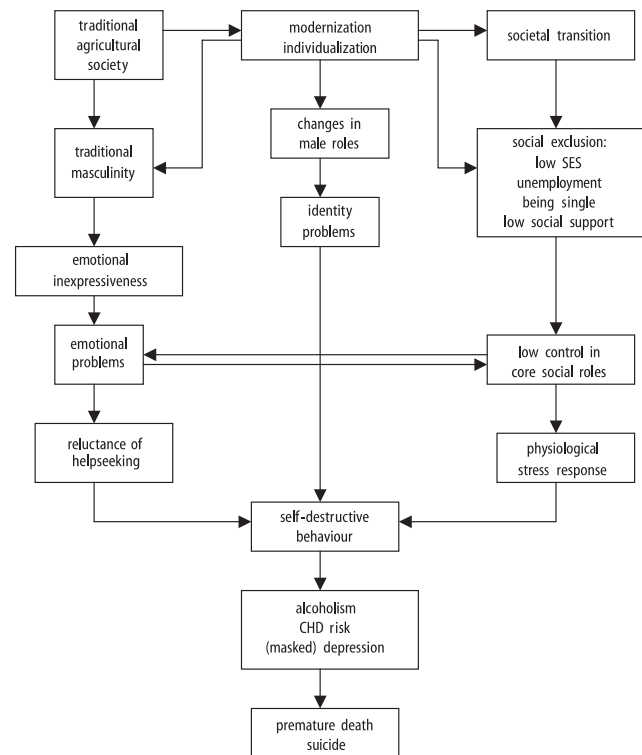 traditional
agricultural
society
modernization
individualization
societal transition
changes in
male roles
traditional
masculinity
social exclusion:
low SES
unemployment
being single
low social support
identity
problems
emotional
inexpressiveness
emotional
problems
low control in
core social roles
reluctance of
helpseeking
physiological
stress response
self-destructive
behaviour
alcoholism
CHD risk
(masked) depression
premature death
suicide